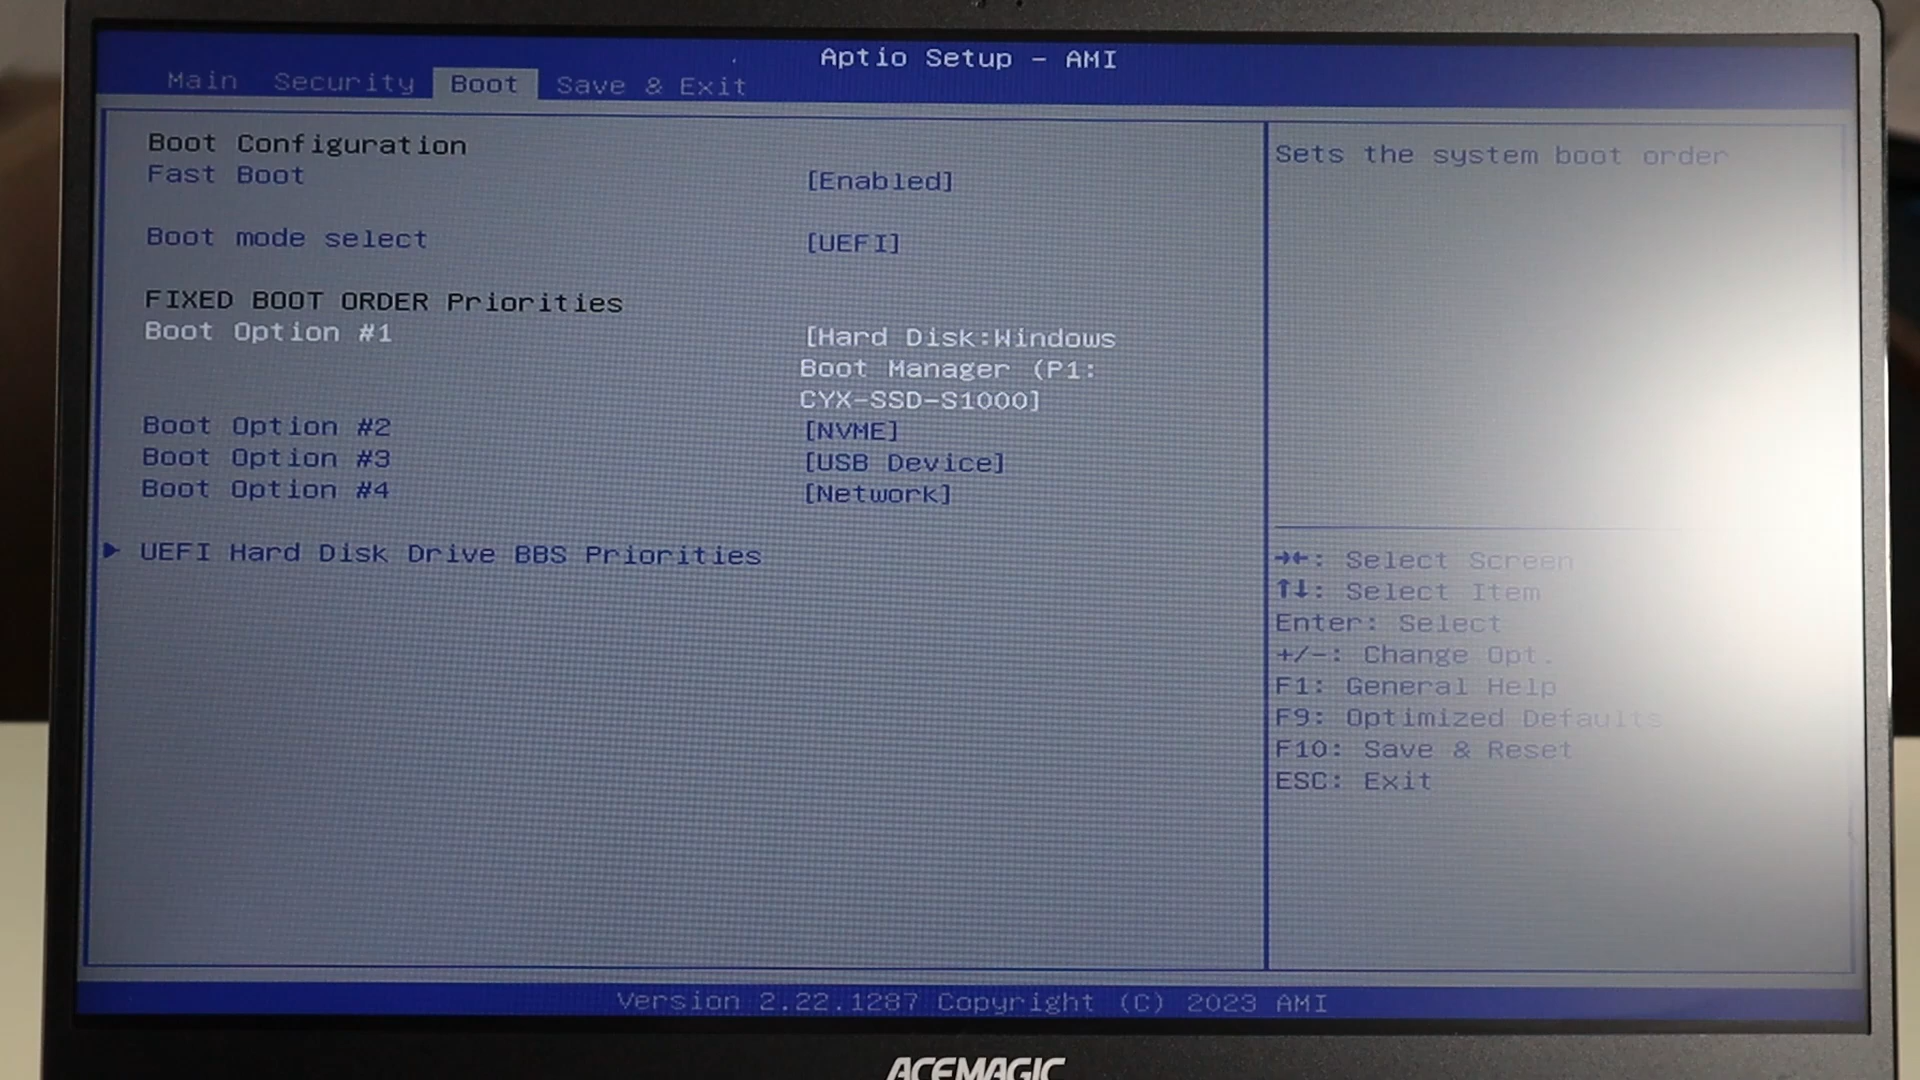 Aptio Setup – AMI
Main Security Boot Save & Exit
Boot Configuration
Fast Boot [Enabled]
Boot mode select [UEFI]
FIXED BOOT ORDER Priorities
Boot Option #1 [Hard Disk:Windows
Boot Manager (P1:
CYX-SSD-S1000]
Boot Option #2 [NVME]
Boot Option #3 [USB Device]
Boot Option #4 [Network]
UEFI Hard Disk Drive BBS Priorities
Sets the system boot order
→←: Select Screen
↑↓: Select Item
Enter: Select
+/-: Change Opt.
F1: General Help
F9: Optimized Defaults
F10: Save & Reset
ESC: Exit
Version 2.22.1287 Copyright (C) 2023 AMI
ACEMAGIC